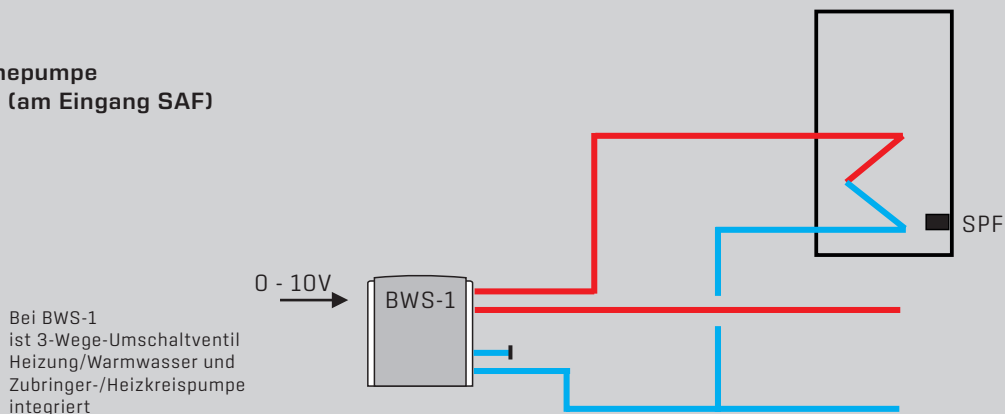 nepumpe
(am Eingang SAF)
SPF
0 - 10V
BWS-1
Bei BWS-1
ist 3-Wege-Umschaltventil
Heizung/Warmwasser und
Zubringer-/Heizkreispumpe
integriert